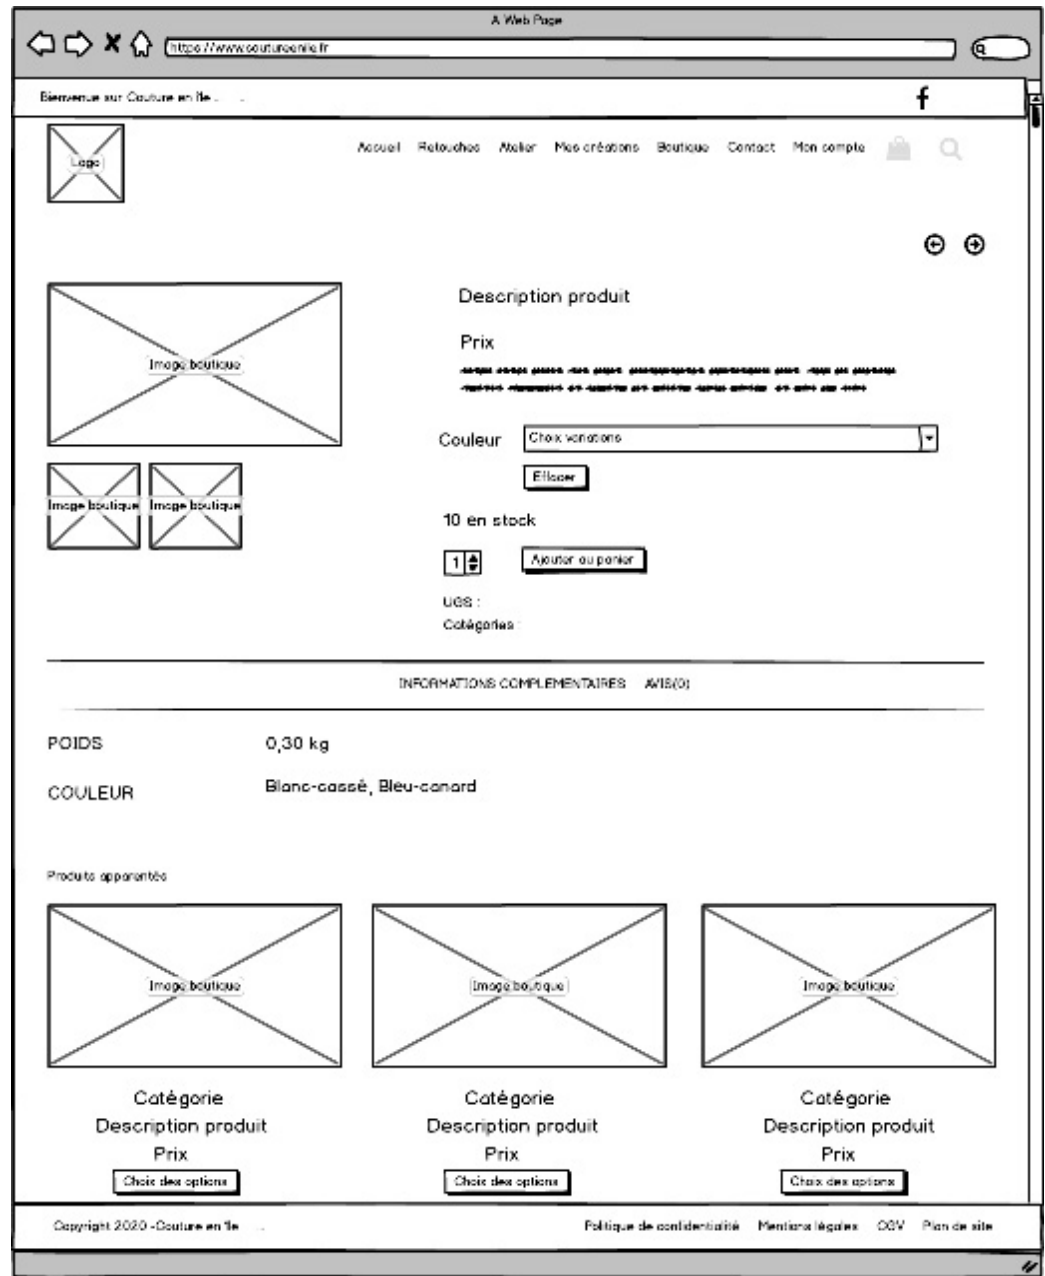 A Web Page
https://www.coutureenile.fr
Bienvenue sur Couture en île
Logo
Accueil Retouches Atelier Mes créations Boutique Contact Mon compte
Description produit
Prix
Image boutique
Couleur Choix variations
Effacer
Image boutique Image boutique
10 en stock
1 Ajouter au panier
UGS :
Catégories :
INFORMATIONS COMPLEMENTAIRES AVIS(0)
POIDS 0,30 kg
COULEUR Blanc-cassé, Bleu-canard
Produits apparentés
Image boutique Image boutique Image boutique
Catégorie Catégorie Catégorie
Description produit Description produit Description produit
Prix Prix Prix
Choix des options Choix des options Choix des options
Copyright 2020 -Couture en île Politique de confidentialité Mentions légales CGV Plan de site